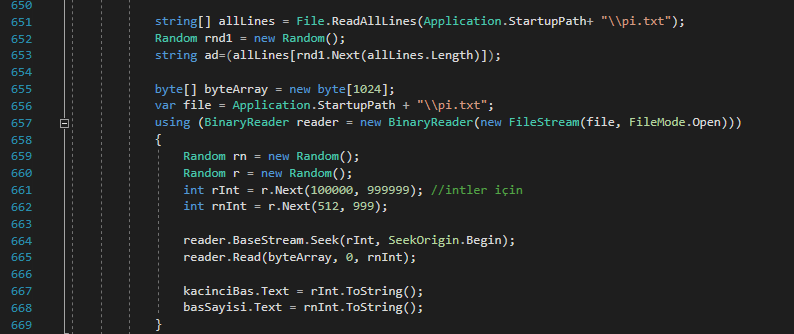 650
651 string[] allLines = File.ReadAllLines(Application.StartupPath+ "\\pi.txt");
652 Random rnd1 = new Random();
653 string ad=(allLines[rnd1.Next(allLines.Length)]);
654
655 byte[] byteArray = new byte[1024];
656 var file = Application.StartupPath + "\\pi.txt";
657 using (BinaryReader reader = new BinaryReader(new FileStream(file, FileMode.Open)))
658 {
659 Random rn = new Random();
660 Random r = new Random();
661 int rInt = r.Next(100000, 999999); //intler için
662 int rnInt = r.Next(512, 999);
663
664 reader.BaseStream.Seek(rInt, SeekOrigin.Begin);
665 reader.Read(byteArray, 0, rnInt);
666
667 kacinciBas.Text = rInt.ToString();
668 basSayisi.Text = rnInt.ToString();
669 }